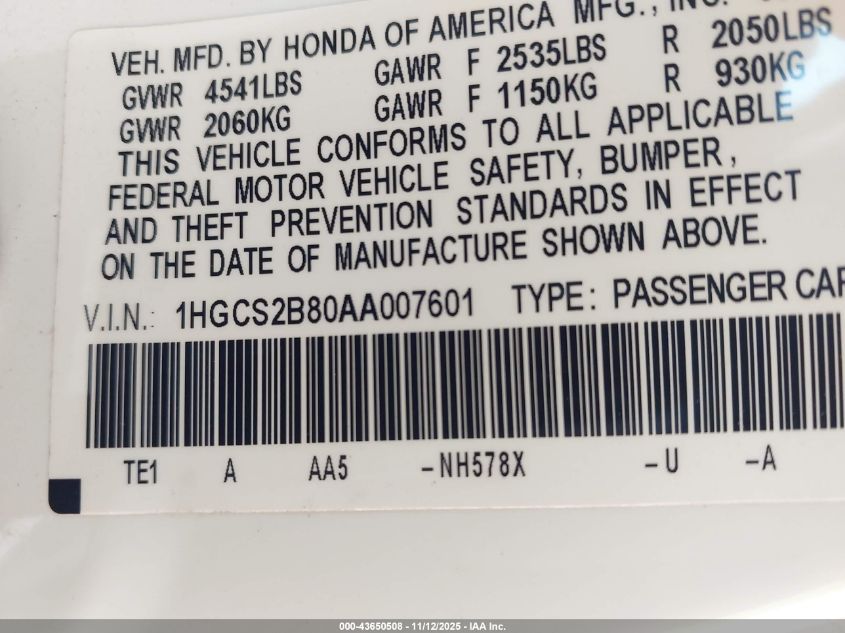 VEH. MFD. BY HONDA OF AMERICA MFG., INC.
GVWR 4541LBS GAWR F 2535LBS R 2050LBS
GVWR 2060KG GAWR F 1150KG R 930KG
THIS VEHICLE CONFORMS TO ALL APPLICABLE
FEDERAL MOTOR VEHICLE SAFETY, BUMPER,
AND THEFT PREVENTION STANDARDS IN EFFECT
ON THE DATE OF MANUFACTURE SHOWN ABOVE.
V.I.N.: 1HGCS2B80AA007601 TYPE: PASSENGER CAR
TE1 A AA5 -NH578X -U -A
000-43650508 - 11/12/2025 - IAA Inc.